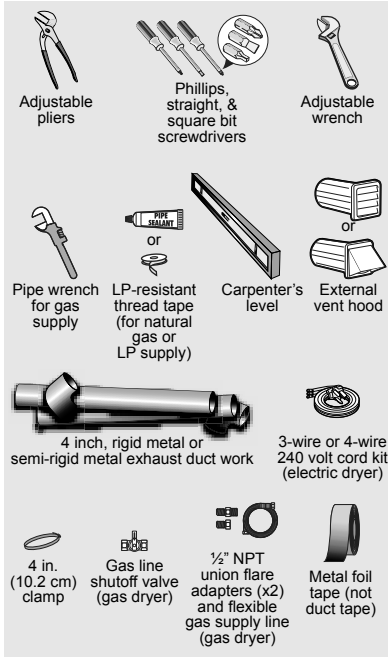 Adjustable
pliers
Phillips,
straight, &
square bit
screwdrivers
Adjustable
wrench
Pipe wrench
for gas
supply
PIPE
SEALANT
or
LP-resistant
thread tape
(for natural
gas or
LP supply)
Carpenter's
level
or
External
vent hood
4 inch, rigid metal or
semi-rigid metal exhaust duct work
3-wire or 4-wire
240 volt cord kit
(electric dryer)
4 in.
(10.2 cm)
clamp
Gas line
shutoff valve
(gas dryer)
½" NPT
union flare
adapters (x2)
and flexible
gas supply line
(gas dryer)
Metal foil
tape (not
duct tape)